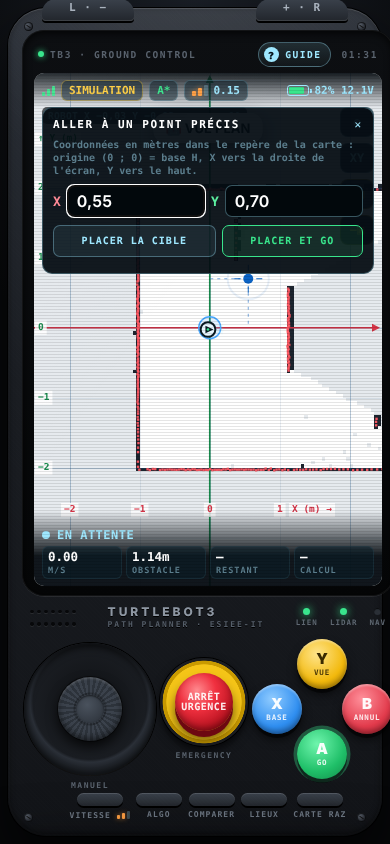 L · −
+ · R
TB3 · GROUND CONTROL
? GUIDE
01:31
SIMULATION
A*
0.15
82% 12.1V
ALLER À UN POINT PRÉCIS
×
Coordonnées en mètres dans le repère de la carte :
origine (0 ; 0) = base H, X vers la droite de
l'écran, Y vers le haut.
X 0,55
Y 0,70
PLACER LA CIBLE
PLACER ET GO
2
1
0
−1
−2
−2
−1
0
1
X (m) →
EN ATTENTE
0.00
M/S
1.14m
OBSTACLE
—
RESTANT
—
CALCUL
TURTLEBOT3
PATH PLANNER · ESIEE-IT
LIEN
LIDAR
NAV
Y
VUE
ARRÊT
URGENCE
X
BASE
B
ANNUL
A
GO
EMERGENCY
MANUEL
VITESSE
ALGO
COMPARER
LIEUX
CARTE RAZ